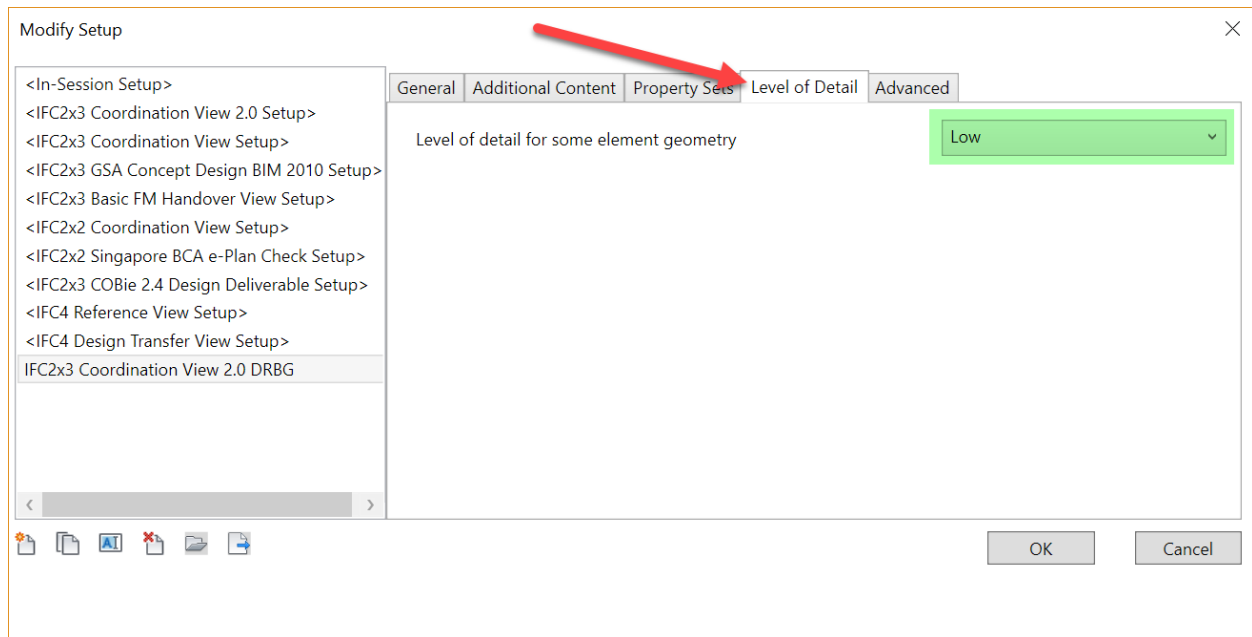 Modify Setup
<In-Session Setup>
<IFC2x3 Coordination View 2.0 Setup>
<IFC2x3 Coordination View Setup>
<IFC2x3 GSA Concept Design BIM 2010 Setup>
<IFC2x3 Basic FM Handover View Setup>
<IFC2x2 Coordination View Setup>
<IFC2x2 Singapore BCA e-Plan Check Setup>
<IFC2x3 COBie 2.4 Design Deliverable Setup>
<IFC4 Reference View Setup>
<IFC4 Design Transfer View Setup>
IFC2x3 Coordination View 2.0 DRBG
General Additional Content Property Sets Level of Detail Advanced
Level of detail for some element geometry Low
AI
OK Cancel